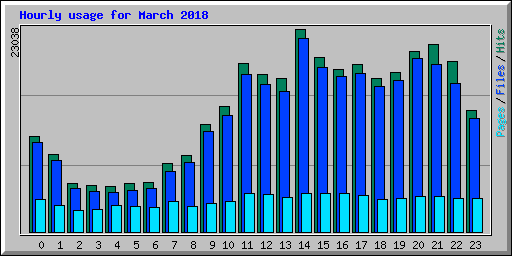 Hourly usage for March 2018
23038
Pages/Files/Hits
0 1 2 3 4 5 6 7 8 9 10 11 12 13 14 15 16 17 18 19 20 21 22 23